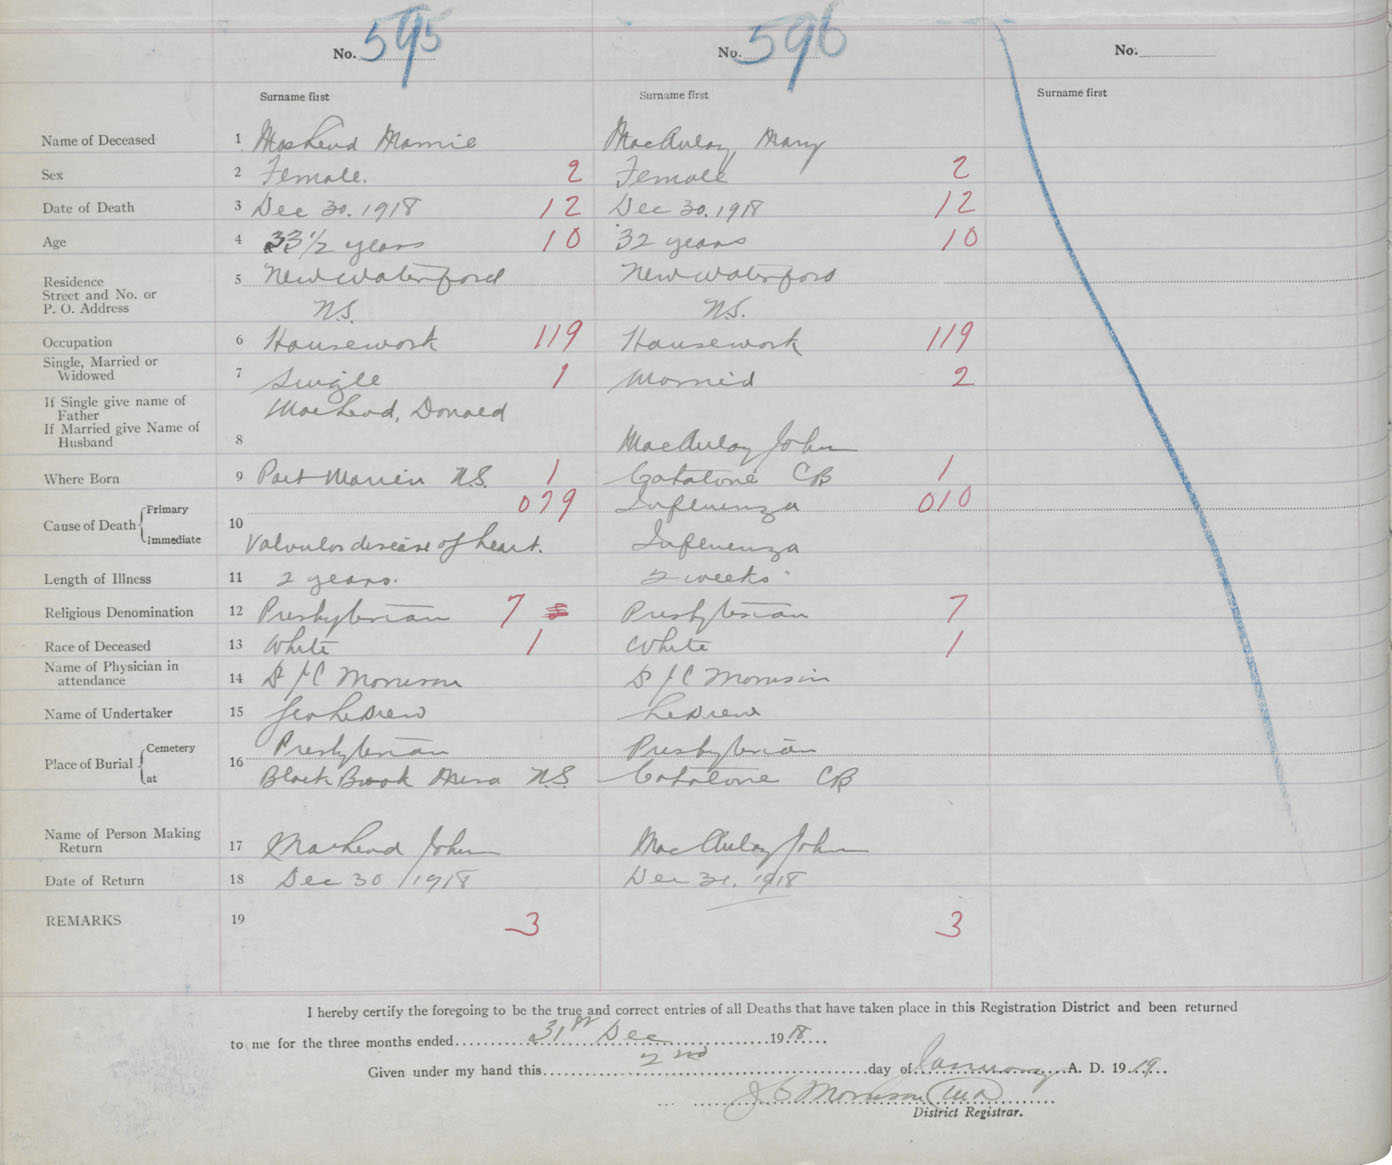 No. 595 No. 596 No.
Surname first Surname first Surname first
Name of Deceased 1 MacLeod Mamie MacAulay Mary
Sex 2 Female. 2 Female 2
Date of Death 3 Dec 30. 1918 12 Dec 30. 1918 12
Age 4 33 1/2 years 10 32 years 10
Residence 5 New Waterford New Waterford
Street and No. or
P. O. Address N.S. N.S.
Occupation 6 Housework 119 Housework 119
Single, Married or
Widowed 7 Single 1 Married 2
If Single give name of
Father MacLeod, Donald
If Married give Name of
Husband 8 MacAulay John
Where Born 9 Port Morien N.S. 1 Catalone CB 1
Cause of Death Primary 079 Influenza 010
10
Immediate Valvular disease of heart. Influenza
Length of Illness 11 2 years. 2 weeks
Religious Denomination 12 Presbyterian 7 Presbyterian 7
Race of Deceased 13 White 1 White 1
Name of Physician in
attendance 14 Dr J C Morrison Dr J C Morrison
Name of Undertaker 15 Geo LeDrew LeDrew
Place of Burial Cemetery Presbyterian Presbyterian
16
at Black Brook Mira N.S. Catalone CB
Name of Person Making
Return 17 MacLeod John MacAulay John
Date of Return 18 Dec 30 1918 Dec 31. 1918
REMARKS 19 3 3
I hereby certify the foregoing to be the true and correct entries of all Deaths that have taken place in this Registration District and been returned
to me for the three months ended 31st Dec 1918
Given under my hand this 2nd day of January A. D. 1919.
J C Morrison MD
District Registrar.